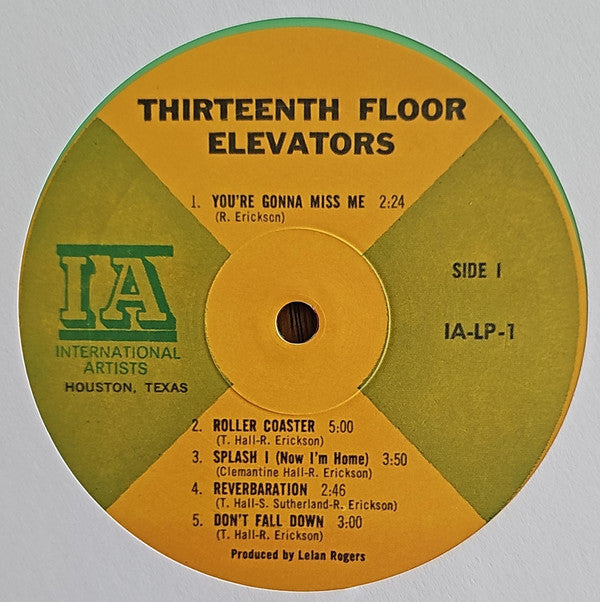 THIRTEENTH FLOOR
ELEVATORS
1. YOU'RE GONNA MISS ME 2:24
(R. Erickson)
IA
INTERNATIONAL
ARTISTS
HOUSTON, TEXAS
SIDE I
IA-LP-1
2. ROLLER COASTER 5:00
(T. Hall-R. Erickson)
3. SPLASH I (Now I'm Home) 3:50
(Clementine Hall-R. Erickson)
4. REVERBARATION 2:46
(T. Hall-S. Sutherland-R. Erickson)
5. DON'T FALL DOWN 3:00
(T. Hall-R. Erickson)
Produced by Lelan Rogers